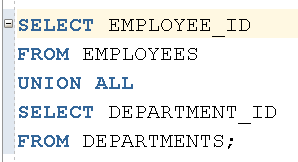 SELECT EMPLOYEE_ID
FROM EMPLOYEES
UNION ALL
SELECT DEPARTMENT_ID
FROM DEPARTMENTS;